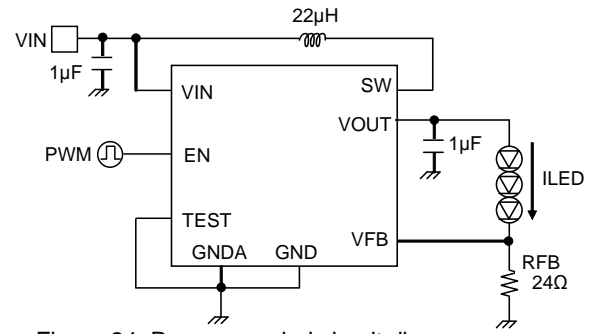 22μH
VIN
1μF
VIN
SW
VOUT
1μF
PWM
EN
ILED
TEST
VFB
GNDA
GND
RFB
24Ω